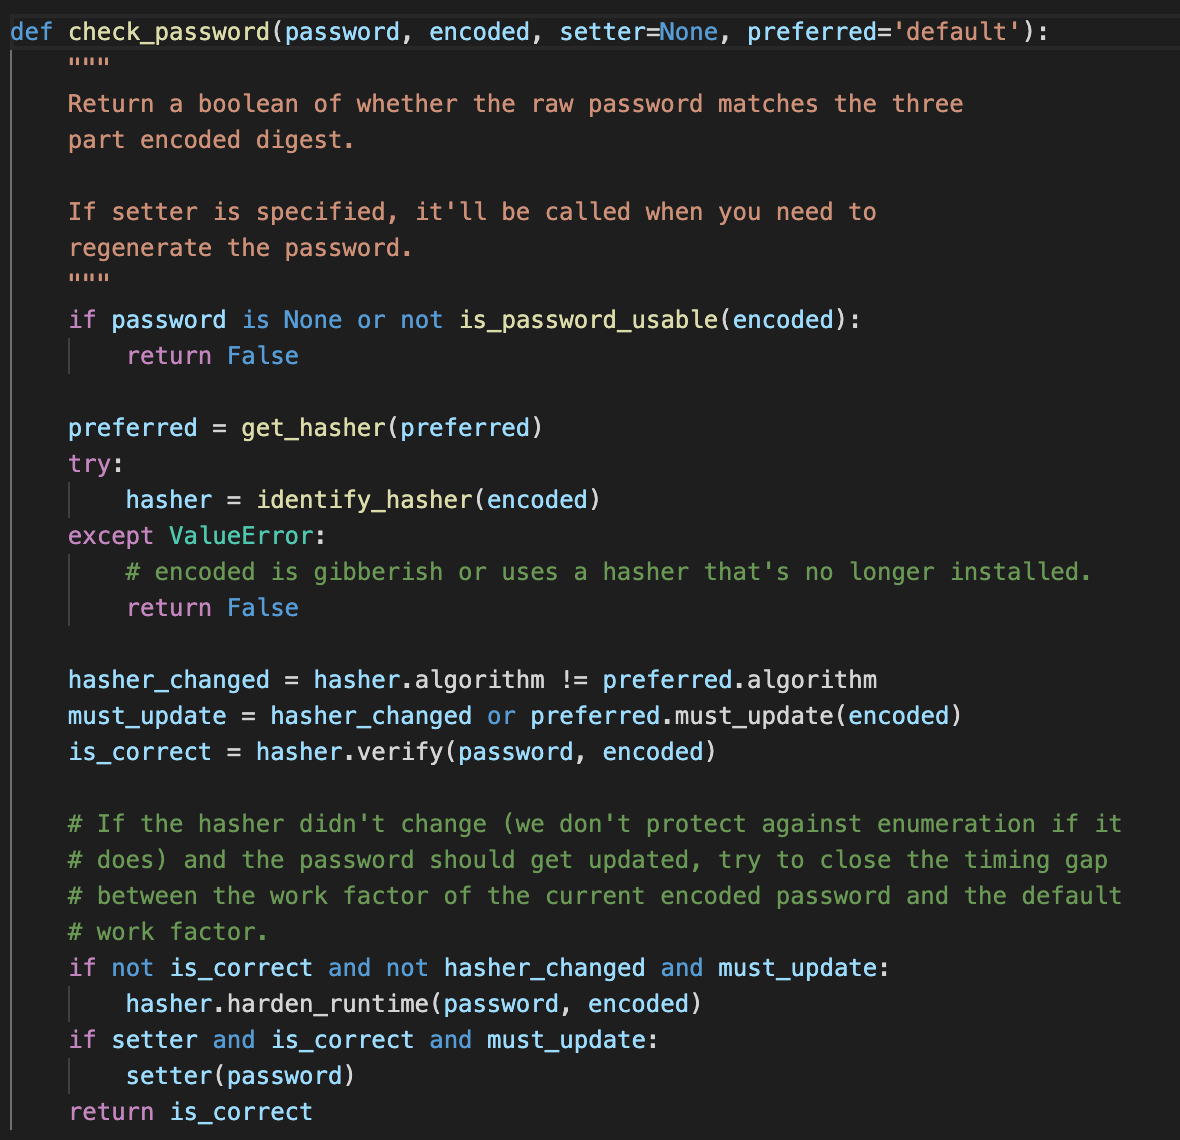 def check_password(password, encoded, setter=None, preferred='default'):
    """
    Return a boolean of whether the raw password matches the three
    part encoded digest.

    If setter is specified, it'll be called when you need to
    regenerate the password.
    """
    if password is None or not is_password_usable(encoded):
        return False

    preferred = get_hasher(preferred)
    try:
        hasher = identify_hasher(encoded)
    except ValueError:
        # encoded is gibberish or uses a hasher that's no longer installed.
        return False

    hasher_changed = hasher.algorithm != preferred.algorithm
    must_update = hasher_changed or preferred.must_update(encoded)
    is_correct = hasher.verify(password, encoded)

    # If the hasher didn't change (we don't protect against enumeration if it
    # does) and the password should get updated, try to close the timing gap
    # between the work factor of the current encoded password and the default
    # work factor.
    if not is_correct and not hasher_changed and must_update:
        hasher.harden_runtime(password, encoded)
    if setter and is_correct and must_update:
        setter(password)
    return is_correct